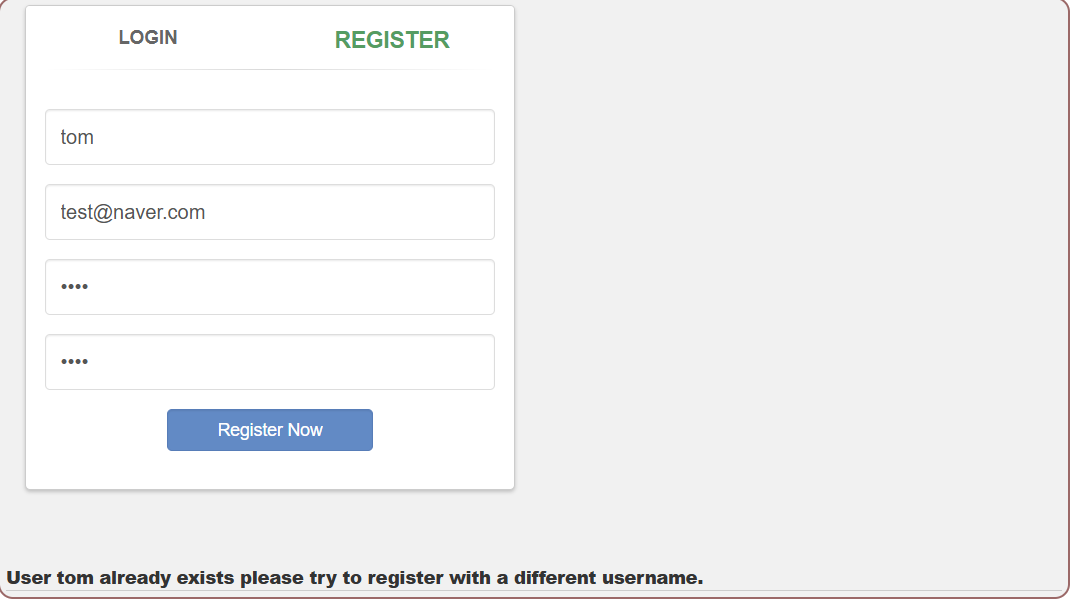 LOGIN REGISTER
tom
test@naver.com
••••
••••
Register Now
User tom already exists please try to register with a different username.